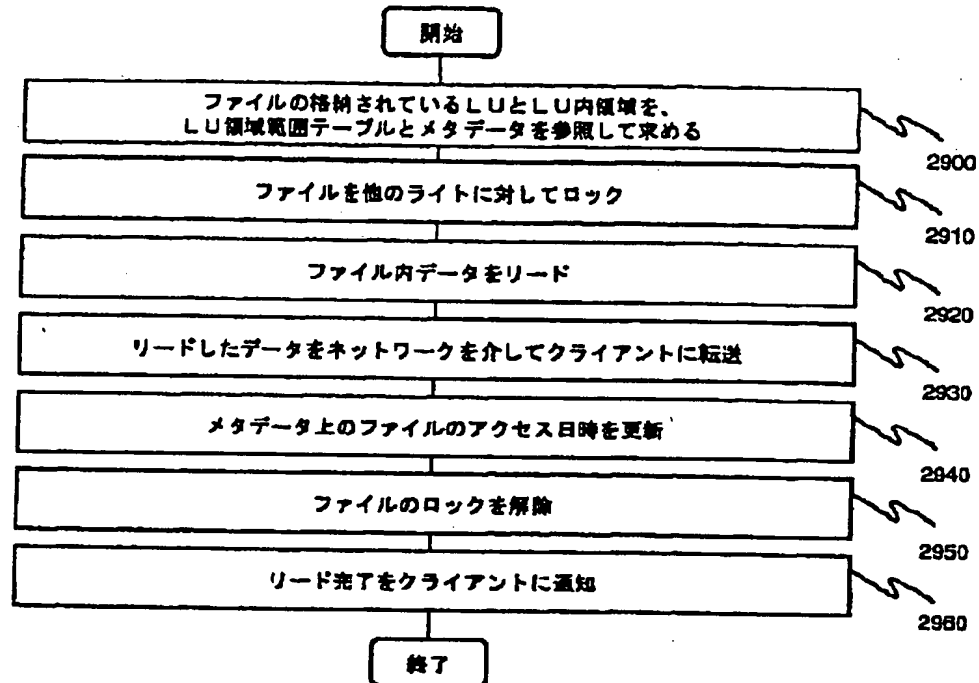 開始
ファイルの格納されているＬＵとＬＵ内領域を、
ＬＵ領域範囲テーブルとメタデータを参照して求める
2900
ファイルを他のライトに対してロック
2910
ファイル内データをリード
2920
リードしたデータをネットワークを介してクライアントに転送
2930
メタデータ上のファイルのアクセス日時を更新
2940
ファイルのロックを解除
2950
リード完了をクライアントに通知
2960
終了